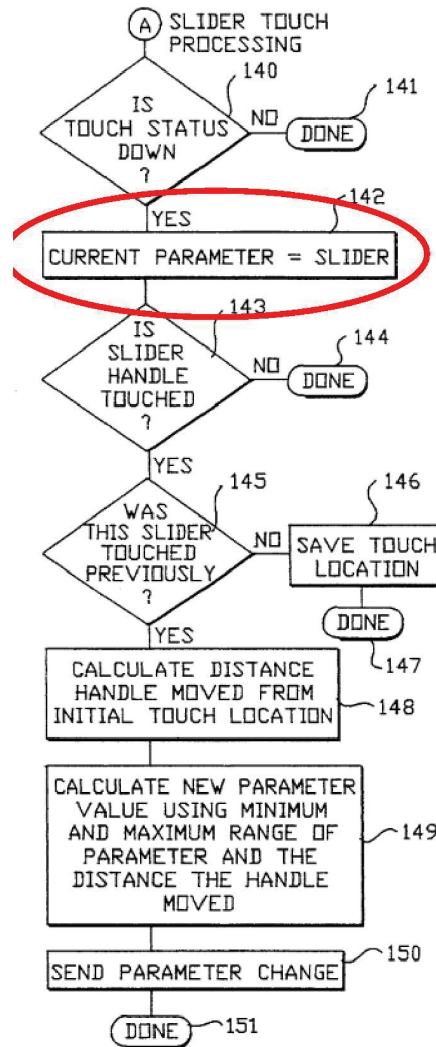 A SLIDER TOUCH
PROCESSING
140
IS
TOUCH STATUS
DOWN
?
NO
141
DONE
YES
142
CURRENT PARAMETER = SLIDER
143
IS
SLIDER
HANDLE
TOUCHED
?
NO
144
DONE
YES
145
WAS
THIS SLIDER
TOUCHED
PREVIOUSLY
?
NO
146
SAVE TOUCH
LOCATION
DONE
147
YES
CALCULATE DISTANCE
HANDLE MOVED FROM
INITIAL TOUCH LOCATION
148
CALCULATE NEW PARAMETER
VALUE USING MINIMUM
AND MAXIMUM RANGE OF
PARAMETER AND THE
DISTANCE THE HANDLE
MOVED
149
SEND PARAMETER CHANGE
150
DONE
151